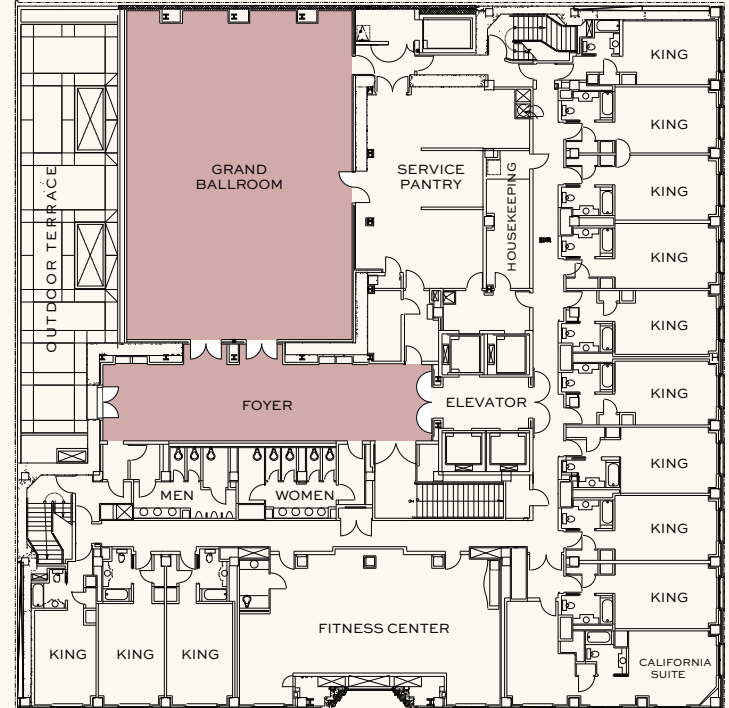 KING
KING
GRAND
BALLROOM
SERVICE
PANTRY
HOUSEKEEPING
OUTDOOR TERRACE
KING
KING
KING
KING
FOYER
ELEVATOR
KING
MEN
WOMEN
KING
KING
FITNESS CENTER
KING
KING
KING
CALIFORNIA
SUITE